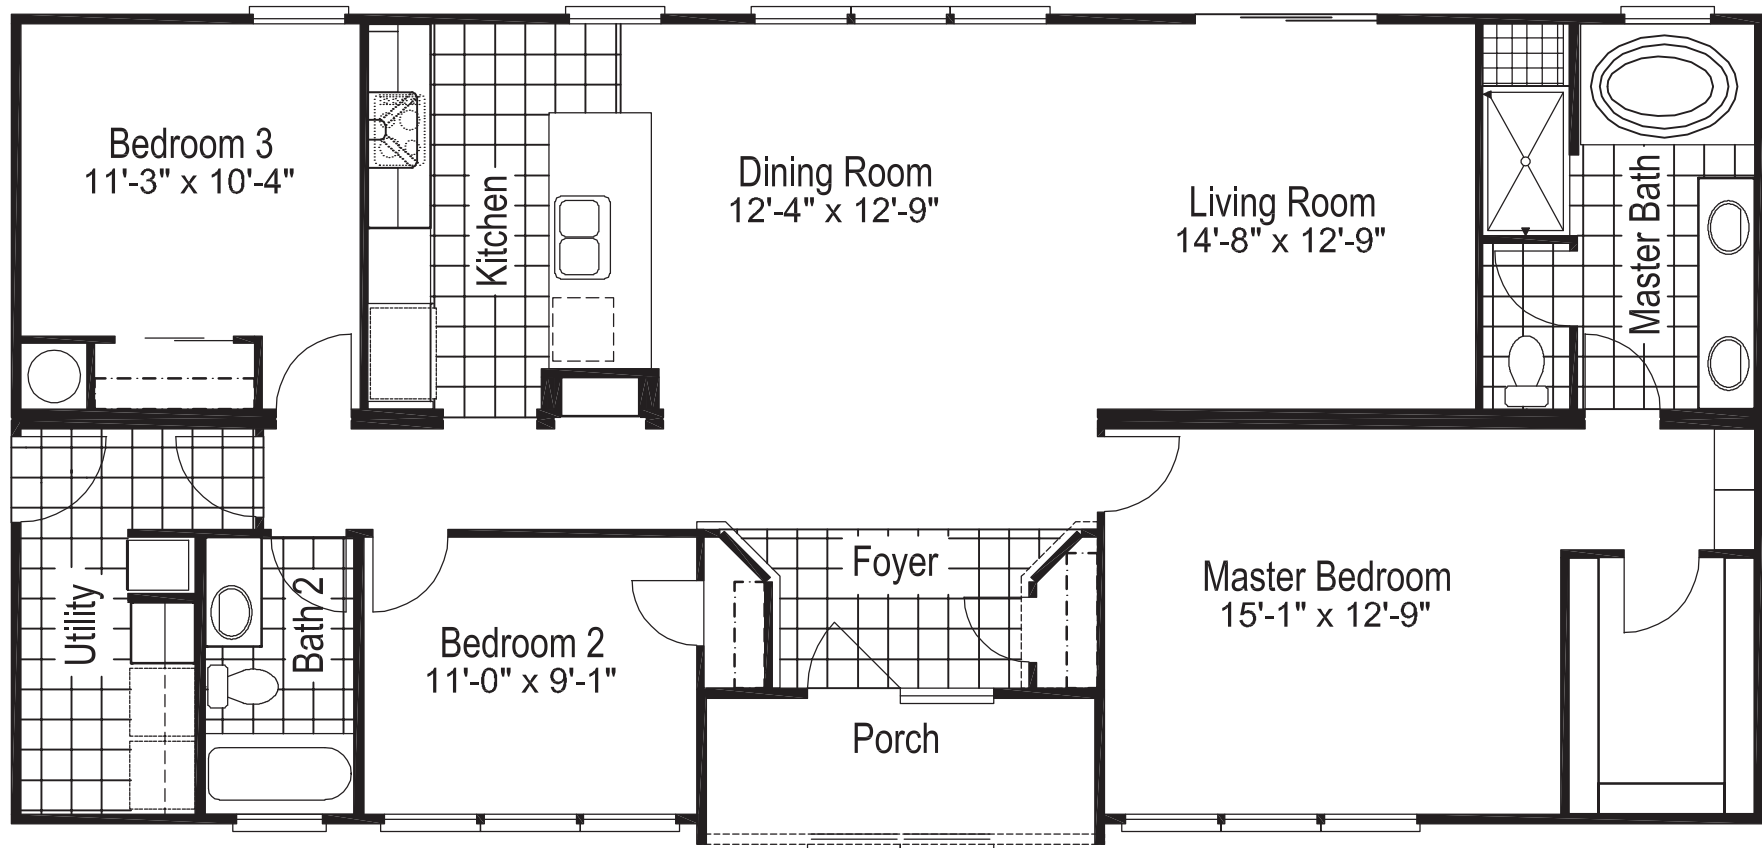 Bedroom 3
11'-3" x 10'-4"
Kitchen
Dining Room
12'-4" x 12'-9"
Living Room
14'-8" x 12'-9"
Master Bath
Utility
Bath 2
Bedroom 2
11'-0" x 9'-1"
Foyer
Porch
Master Bedroom
15'-1" x 12'-9"